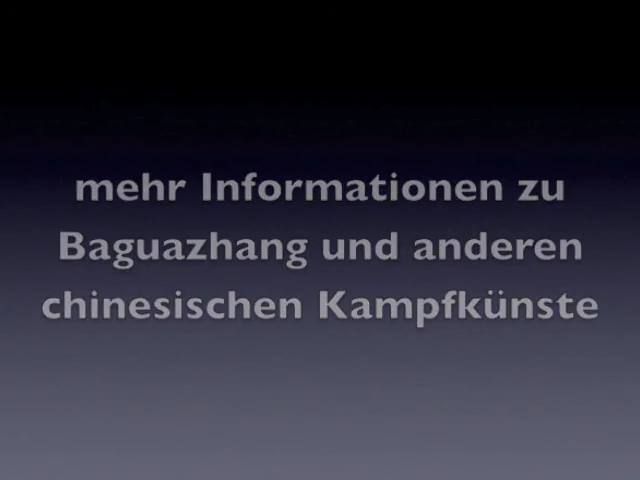 mehr Informationen zu
Baguazhang und anderen
chinesischen Kampfkünste